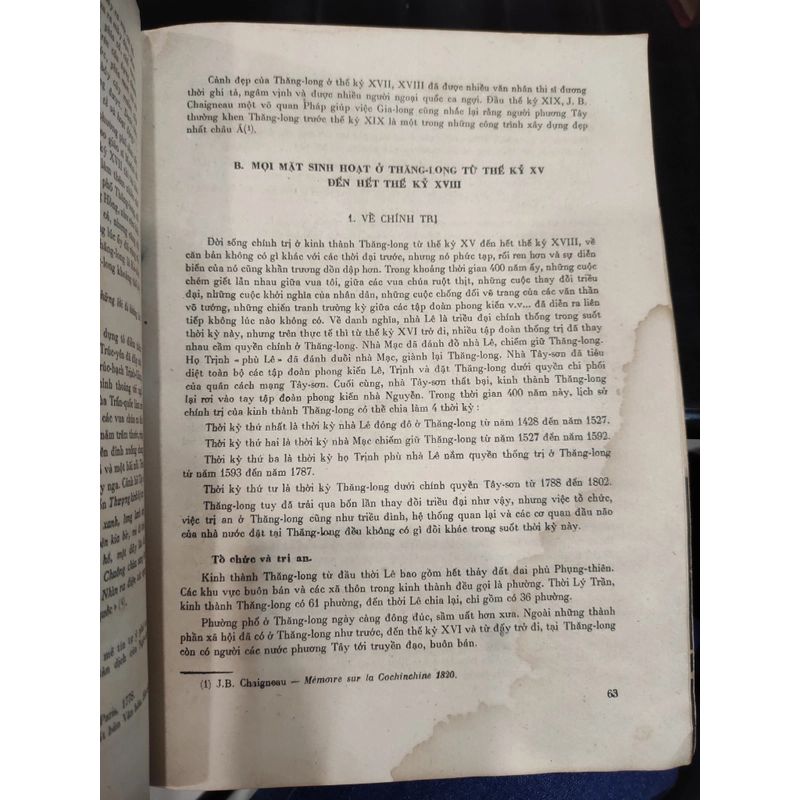 Cảnh đẹp của Thăng-long ở thế kỷ XVII, XVIII đã được nhiều văn nhân thi sĩ đương
thời ghi tả, ngâm vịnh và được nhiều người ngoại quốc ca ngợi. Đầu thế kỷ XIX, J. B.
Chaigneau một võ quan Pháp giúp việc Gia-long cũng nhắc lại rằng người phương Tây
thường khen Thăng-long trước thế kỷ XIX là một trong những công trình xây dựng đẹp
nhất châu Á(1).
B. MỌI MẶT SINH HOẠT Ở THĂNG-LONG TỪ THẾ KỶ XV
ĐẾN HẾT THẾ KỶ XVIII
1. VỀ CHÍNH TRỊ
Đời sống chính trị ở kinh thành Thăng-long từ thế kỷ XV đến hết thế kỷ XVIII, về
căn bản không có gì khác với các thời đại trước, nhưng nó phức tạp, rối ren hơn và sự diễn
biến của nó cũng khẩn trương dồn dập hơn. Trong khoảng thời gian 400 năm ấy, những cuộc
chém giết lẫn nhau giữa vua tôi, giữa các vua chúa ruột thịt, những cuộc thay đổi triều
đại, những cuộc khởi nghĩa của nhân dân, những cuộc chống đối vũ trang của các văn thần
võ tướng, những chiến tranh trường kỳ giữa các tập đoàn phong kiến v.v... đã diễn ra liên
tiếp không lúc nào không có. Về danh nghĩa, nhà Lê là triều đại chính thống trong suốt
thời kỳ này, nhưng trên thực tế thì từ thế kỷ XVI trở đi, nhiều tập đoàn thống trị đã thay
nhau cầm quyền chính ở Thăng-long. Nhà Mạc đã đánh đổ nhà Lê, chiếm giữ Thăng-long.
Họ Trịnh « phù Lê » đã đánh đuổi nhà Mạc, giành lại Thăng-long. Nhà Tây-sơn đã tiêu
diệt toàn bộ các tập đoàn phong kiến Lê, Trịnh và đặt Thăng-long dưới quyền chi phối
của quân cách mạng Tây-sơn. Cuối cùng, nhà Tây-sơn thất bại, kinh thành Thăng-long
lại rơi vào tay tập đoàn phong kiến nhà Nguyễn. Trong thời gian 400 năm này, lịch sử
chính trị của kinh thành Thăng-long có thể chia làm 4 thời kỳ :
Thời kỳ thứ nhất là thời kỳ nhà Lê đóng đô ở Thăng-long từ năm 1428 đến năm 1527.
Thời kỳ thứ hai là thời kỳ nhà Mạc chiếm giữ Thăng-long từ năm 1527 đến năm 1592.
Thời kỳ thứ ba là thời kỳ họ Trịnh phù nhà Lê nắm quyền thống trị ở Thăng-long
từ năm 1593 đến năm 1787.
Thời kỳ thứ tư là thời kỳ Thăng-long dưới chính quyền Tây-sơn từ 1788 đến 1802.
Thăng-long tuy đã trải qua bốn lần thay đổi triều đại như vậy, nhưng việc tổ chức,
việc trị an ở Thăng-long cũng như triều đình, hệ thống quan lại và các cơ quan đầu não
của nhà nước đặt tại Thăng-long đều không có gì đổi khác trong suốt thời kỳ này.
Tổ chức và trị an.
Kinh thành Thăng-long từ đầu thời Lê bao gồm hết thảy đất đai phủ Phụng-thiên.
Các khu vực buôn bán và các xã thôn trong kinh thành đều gọi là phường. Thời Lý Trần,
kinh thành Thăng-long có 61 phường, đến thời Lê chia lại, chỉ gồm có 36 phường.
Phường phố ở Thăng-long ngày càng đông đúc, sầm uất hơn xưa. Ngoài những thành
phần xã hội đã có ở Thăng-long như trước, đến thế kỷ XVI và từ đấy trở đi, tại Thăng-long
còn có người các nước phương Tây tới truyền đạo, buôn bán.
(1) J.B. Chaigneau — Mémoire sur la Cochinchine 1820.
63